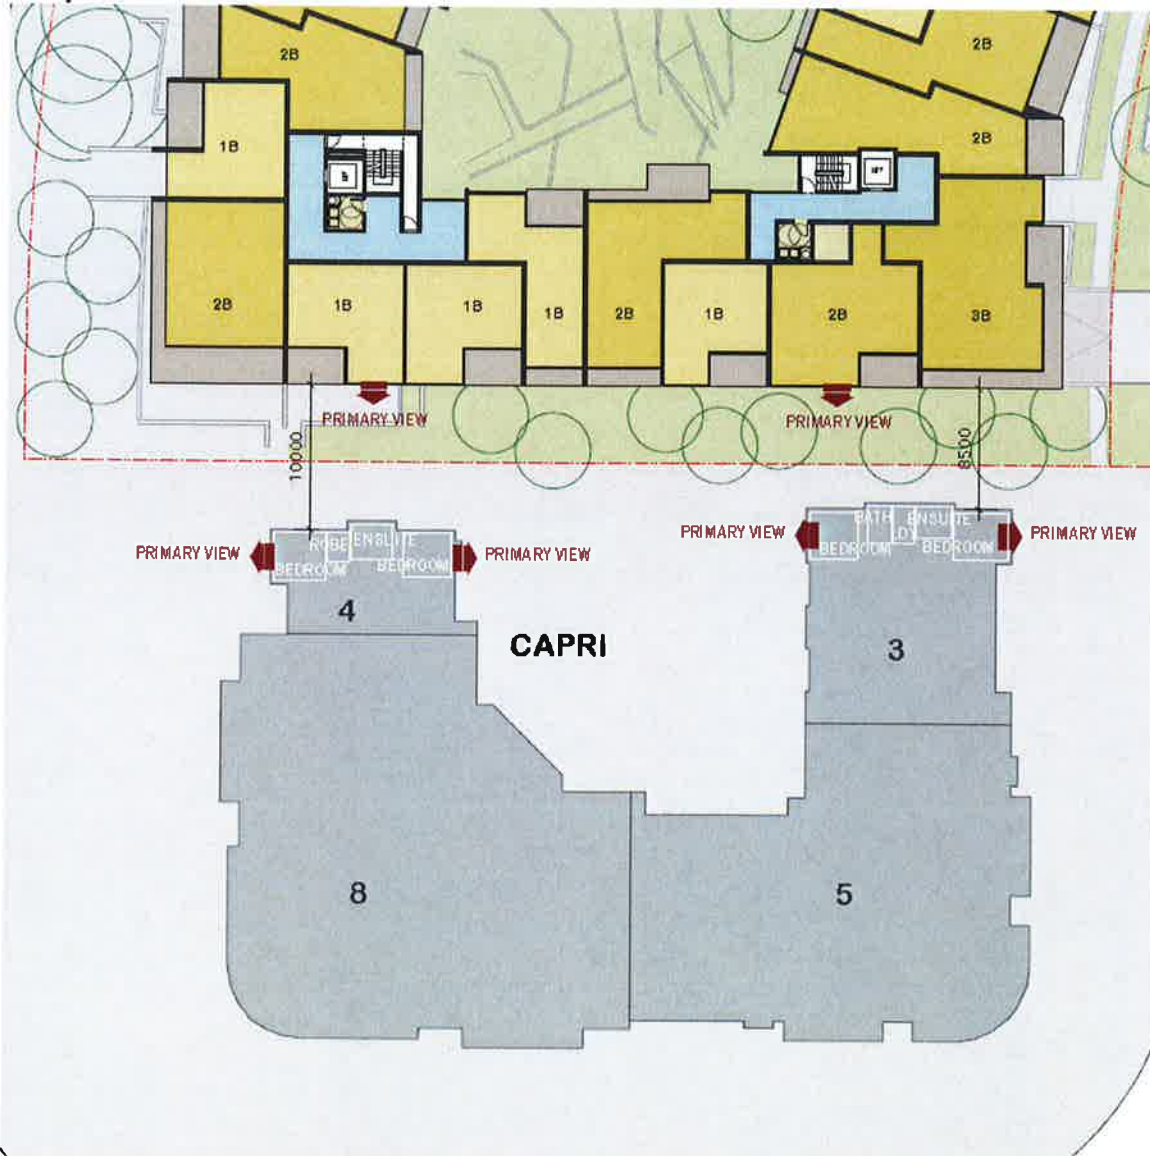 2B
2B
2B
1B
2B
1B
1B
1B
2B
1B
2B
3B
PRIMARY VIEW
PRIMARY VIEW
10000
8500
PRIMARY VIEW
PRIMARY VIEW
PRIMARY VIEW
PRIMARY VIEW
ROBE
ENSUITE
BEDROOM
BEDROOM
BATH
LDY
ENSUITE
BEDROOM
BEDROOM
4
CAPRI
3
8
5